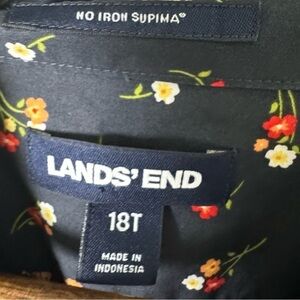 NO IRON SUPIMA®
LANDS' END
18T
MADE IN
INDONESIA